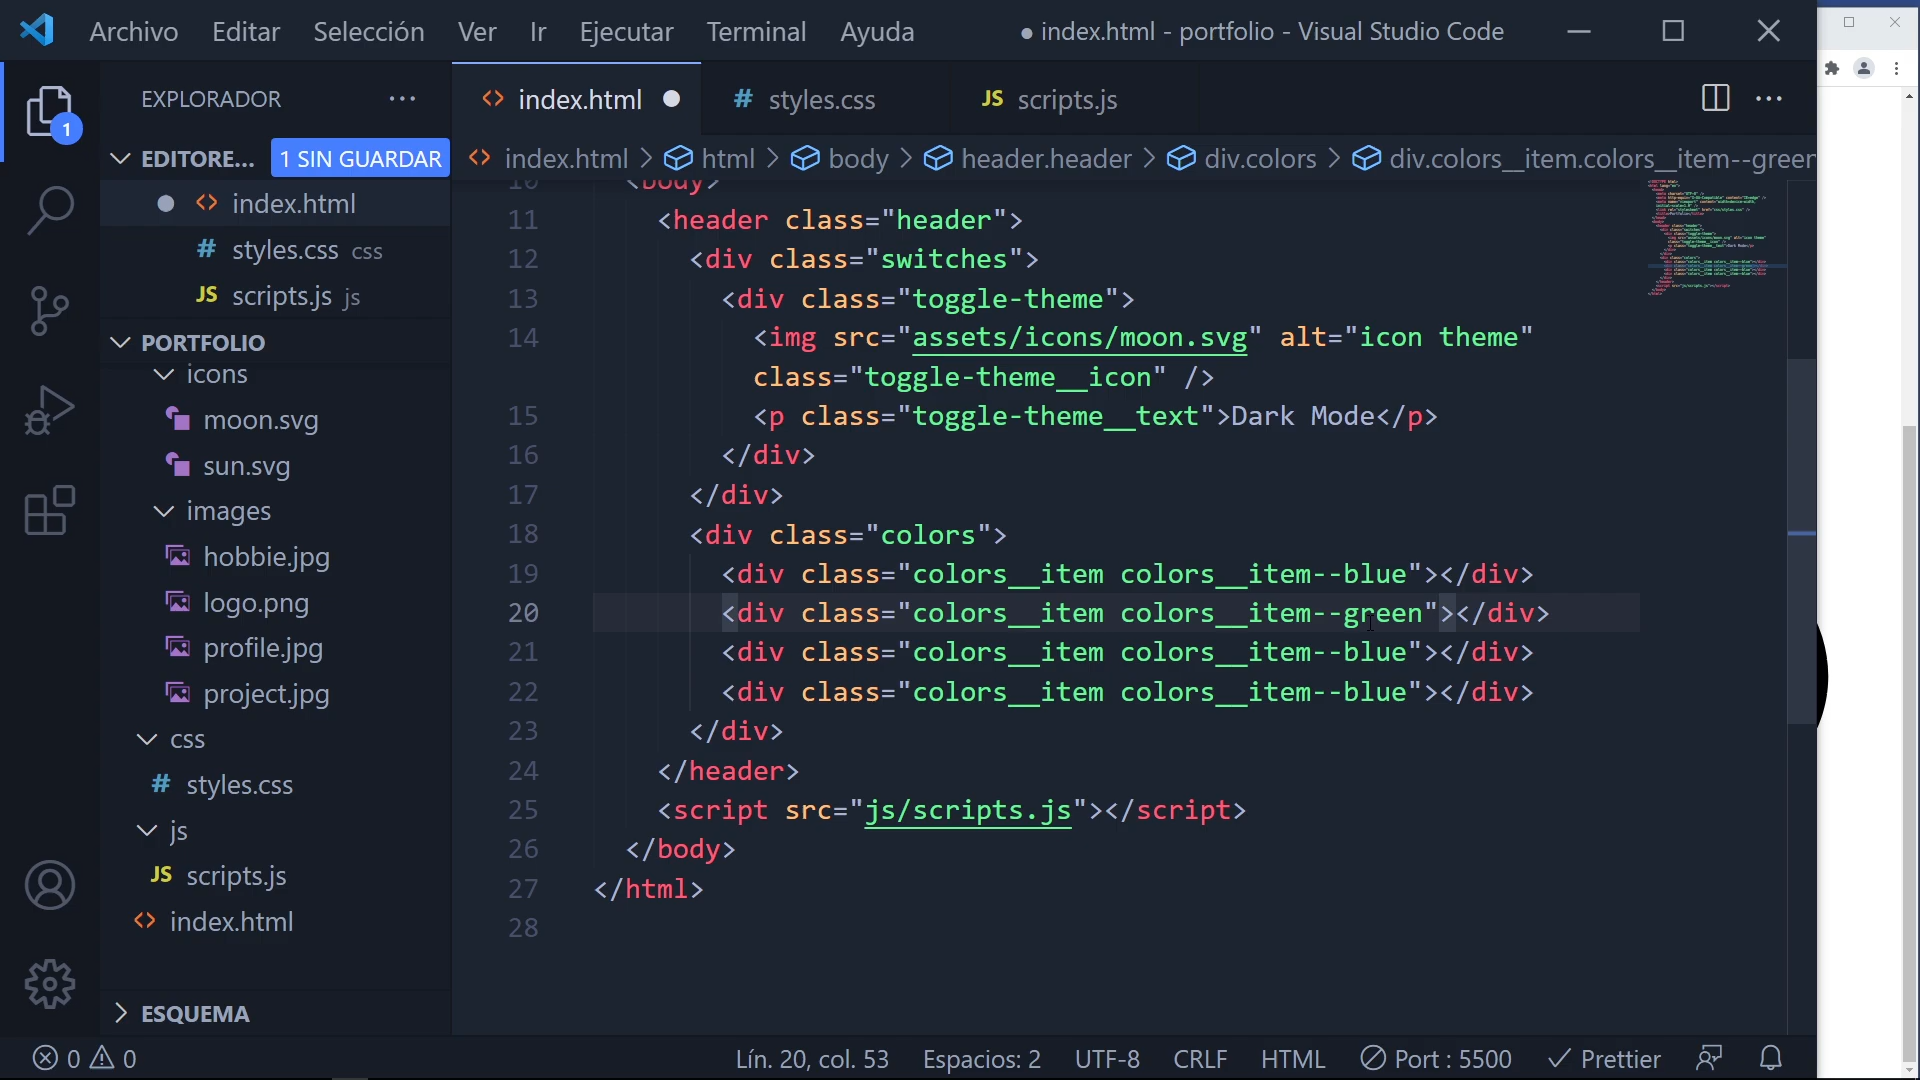 Archivo Editar Selección Ver Ir Ejecutar Terminal Ayuda ● index.html - portfolio - Visual Studio Code
EXPLORADOR ···
EDITORE... 1 SIN GUARDAR
● index.html
styles.css css
scripts.js js
PORTFOLIO
icons
moon.svg
sun.svg
images
hobbie.jpg
logo.png
profile.jpg
project.jpg
css
styles.css
js
scripts.js
index.html
ESQUEMA
1
index.html ● # styles.css JS scripts.js
index.html > html > body > header.header > div.colors > div.colors__item.colors__item--green
10 <body>
11 <header class="header">
12 <div class="switches">
13 <div class="toggle-theme">
14 <img src="assets/icons/moon.svg" alt="icon theme"
class="toggle-theme__icon" />
15 <p class="toggle-theme__text">Dark Mode</p>
16 </div>
17 </div>
18 <div class="colors">
19 <div class="colors__item colors__item--blue"></div>
20 <div class="colors__item colors__item--green"></div>
21 <div class="colors__item colors__item--blue"></div>
22 <div class="colors__item colors__item--blue"></div>
23 </div>
24 </header>
25 <script src="js/scripts.js"></script>
26 </body>
27 </html>
28
0 0 Lín. 20, col. 53 Espacios: 2 UTF-8 CRLF HTML Port : 5500 Prettier